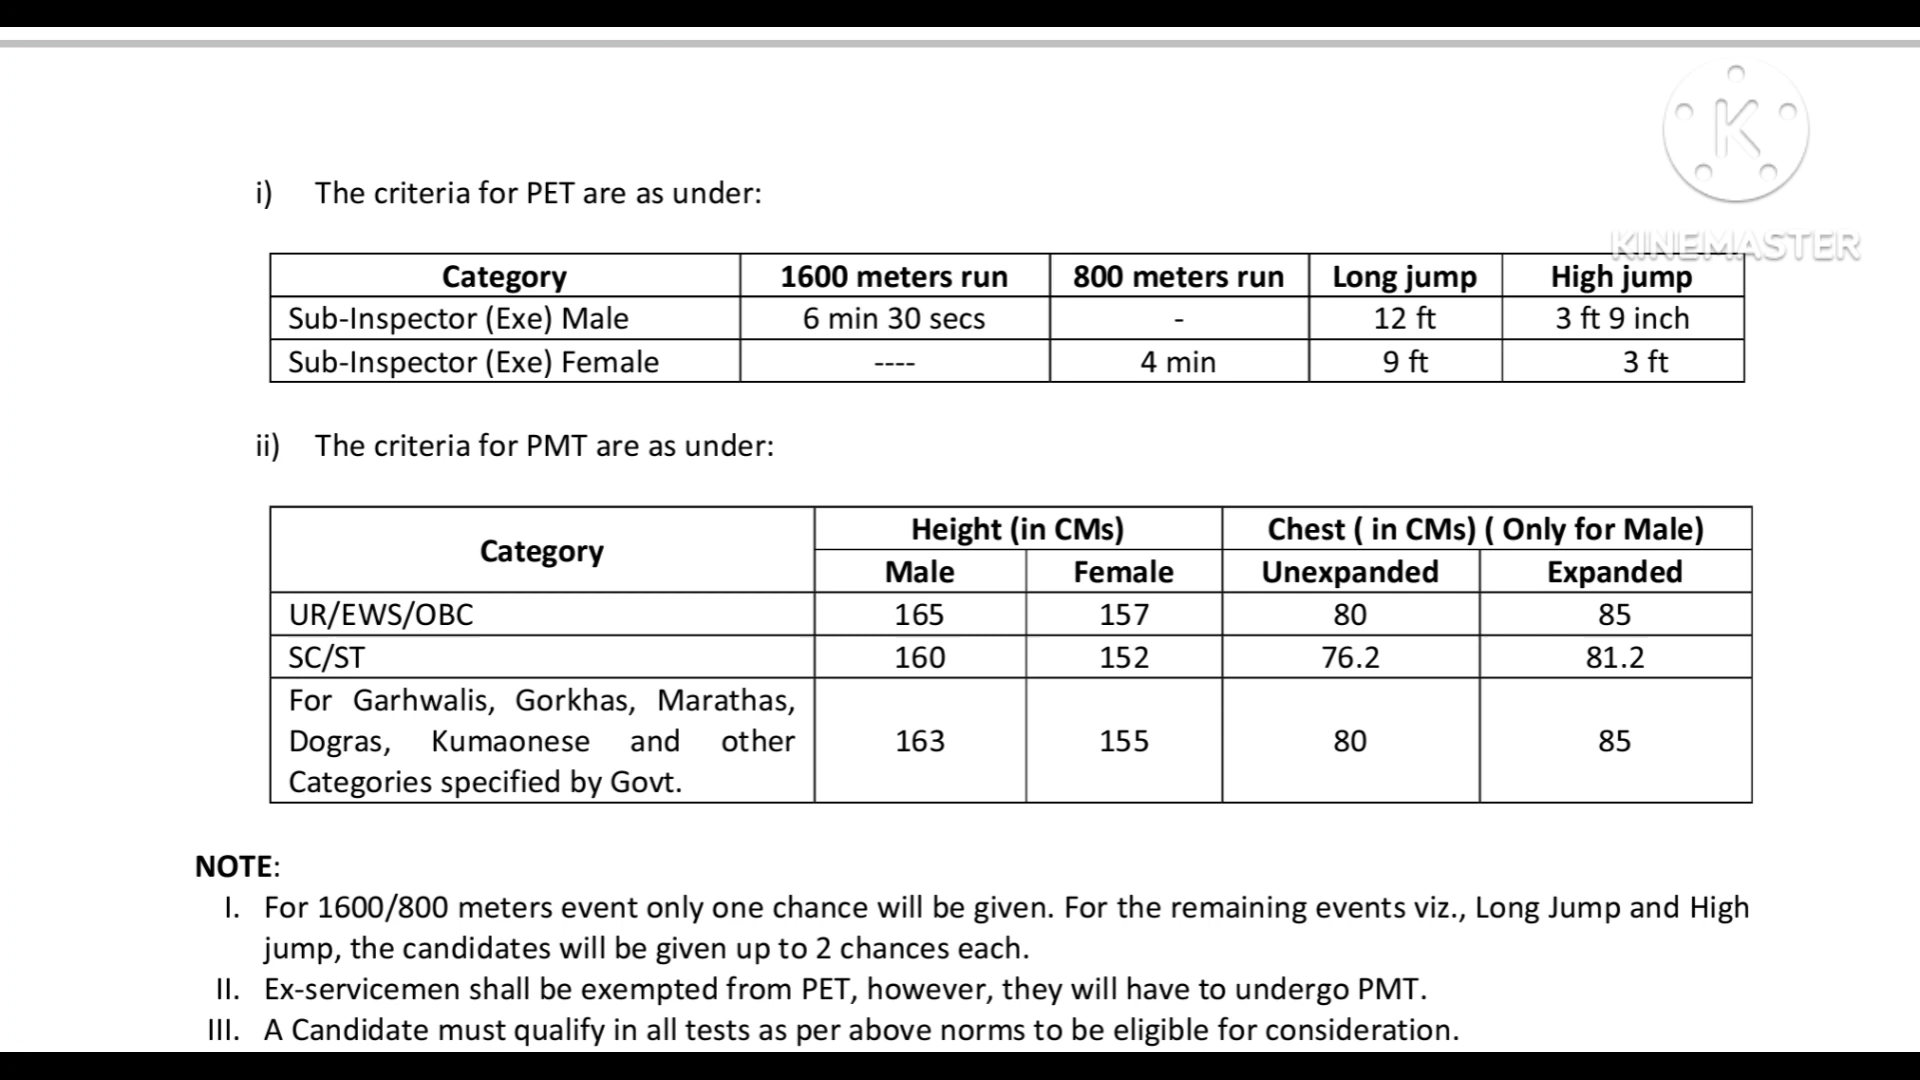 K
KINEMASTER
i) The criteria for PET are as under:
Category 1600 meters run 800 meters run Long jump High jump
Sub-Inspector (Exe) Male 6 min 30 secs - 12 ft 3 ft 9 inch
Sub-Inspector (Exe) Female ---- 4 min 9 ft 3 ft
ii) The criteria for PMT are as under:
Category Height (in CMs) Chest ( in CMs) ( Only for Male)
Male Female Unexpanded Expanded
UR/EWS/OBC 165 157 80 85
SC/ST 160 152 76.2 81.2
For Garhwalis, Gorkhas, Marathas,
Dogras, Kumaonese and other 163 155 80 85
Categories specified by Govt.
NOTE:
I. For 1600/800 meters event only one chance will be given. For the remaining events viz., Long Jump and High
jump, the candidates will be given up to 2 chances each.
II. Ex-servicemen shall be exempted from PET, however, they will have to undergo PMT.
III. A Candidate must qualify in all tests as per above norms to be eligible for consideration.